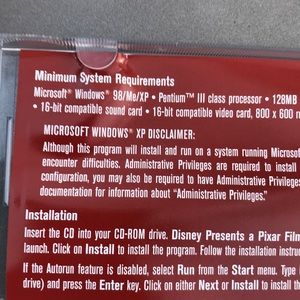 Minimum System Requirements
Microsoft® Windows® 98/Me/XP • Pentium™ III class processor • 128MB
• 16-bit compatible sound card • 16-bit compatible video card, 800 x 600
MICROSOFT WINDOWS® XP DISCLAIMER:
Although this program will install and run on a system running Microsoft
encounter difficulties. Administrative Privileges are required to install
configuration, you may also be required to have Administrative Privileges
documentation for information about "Administrative Privileges".
Installation
Insert the CD into your CD-ROM drive. Disney Presents a Pixar Film
launch. Click on Install to install the program. Follow the installation
If the Autorun feature is disabled, select Run from the Start menu. Type
drive) and press the Enter key. Click on either Next or Install to install